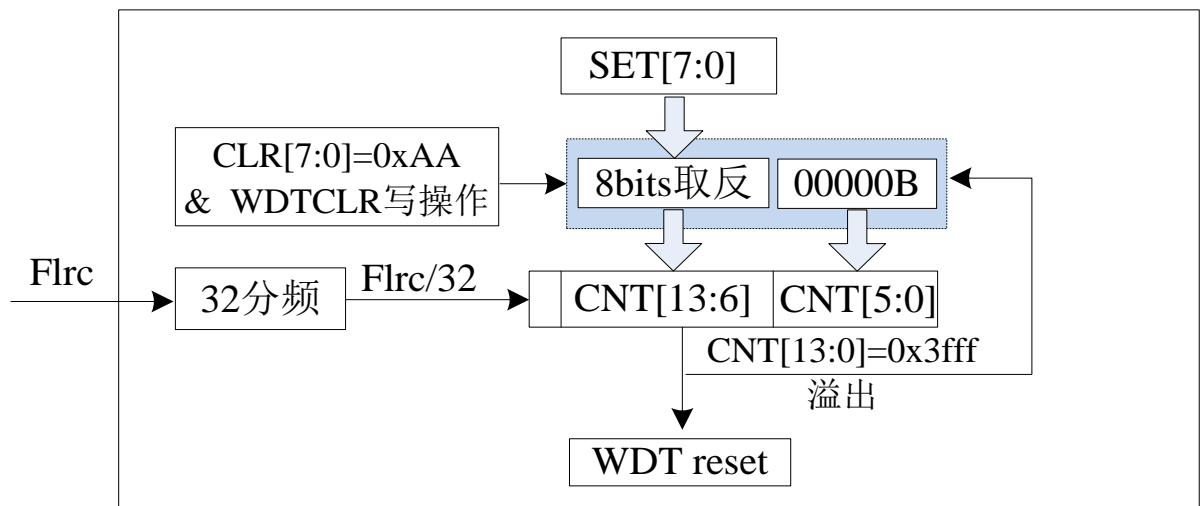 SET[7:0]
CLR[7:0]=0xAA
& WDTCLR写操作
8bits取反
00000B
Flrc
32分频
Flrc/32
CNT[13:6]
CNT[5:0]
CNT[13:0]=0x3fff
溢出
WDT reset